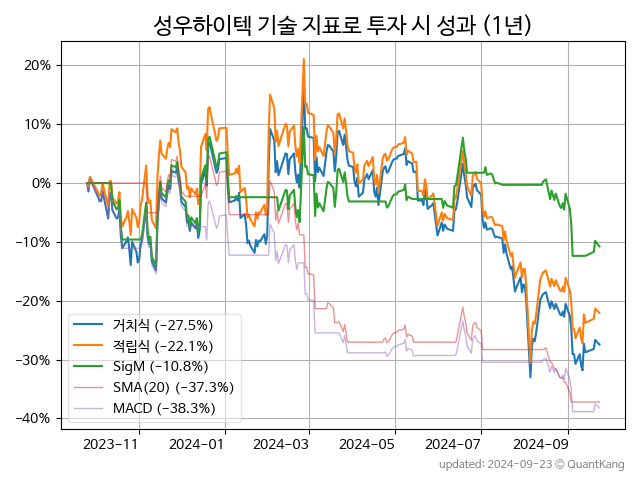 성우하이텍 기술 지표로 투자 시 성과 (1년)
20%
10%
0%
−10%
−20%
−30%
−40%
거치식 (−27.5%)
적립식 (−22.1%)
SigM (−10.8%)
SMA(20) (−37.3%)
MACD (−38.3%)
2023-11 2024-01 2024-03 2024-05 2024-07 2024-09
updated: 2024-09-23 © QuantKang